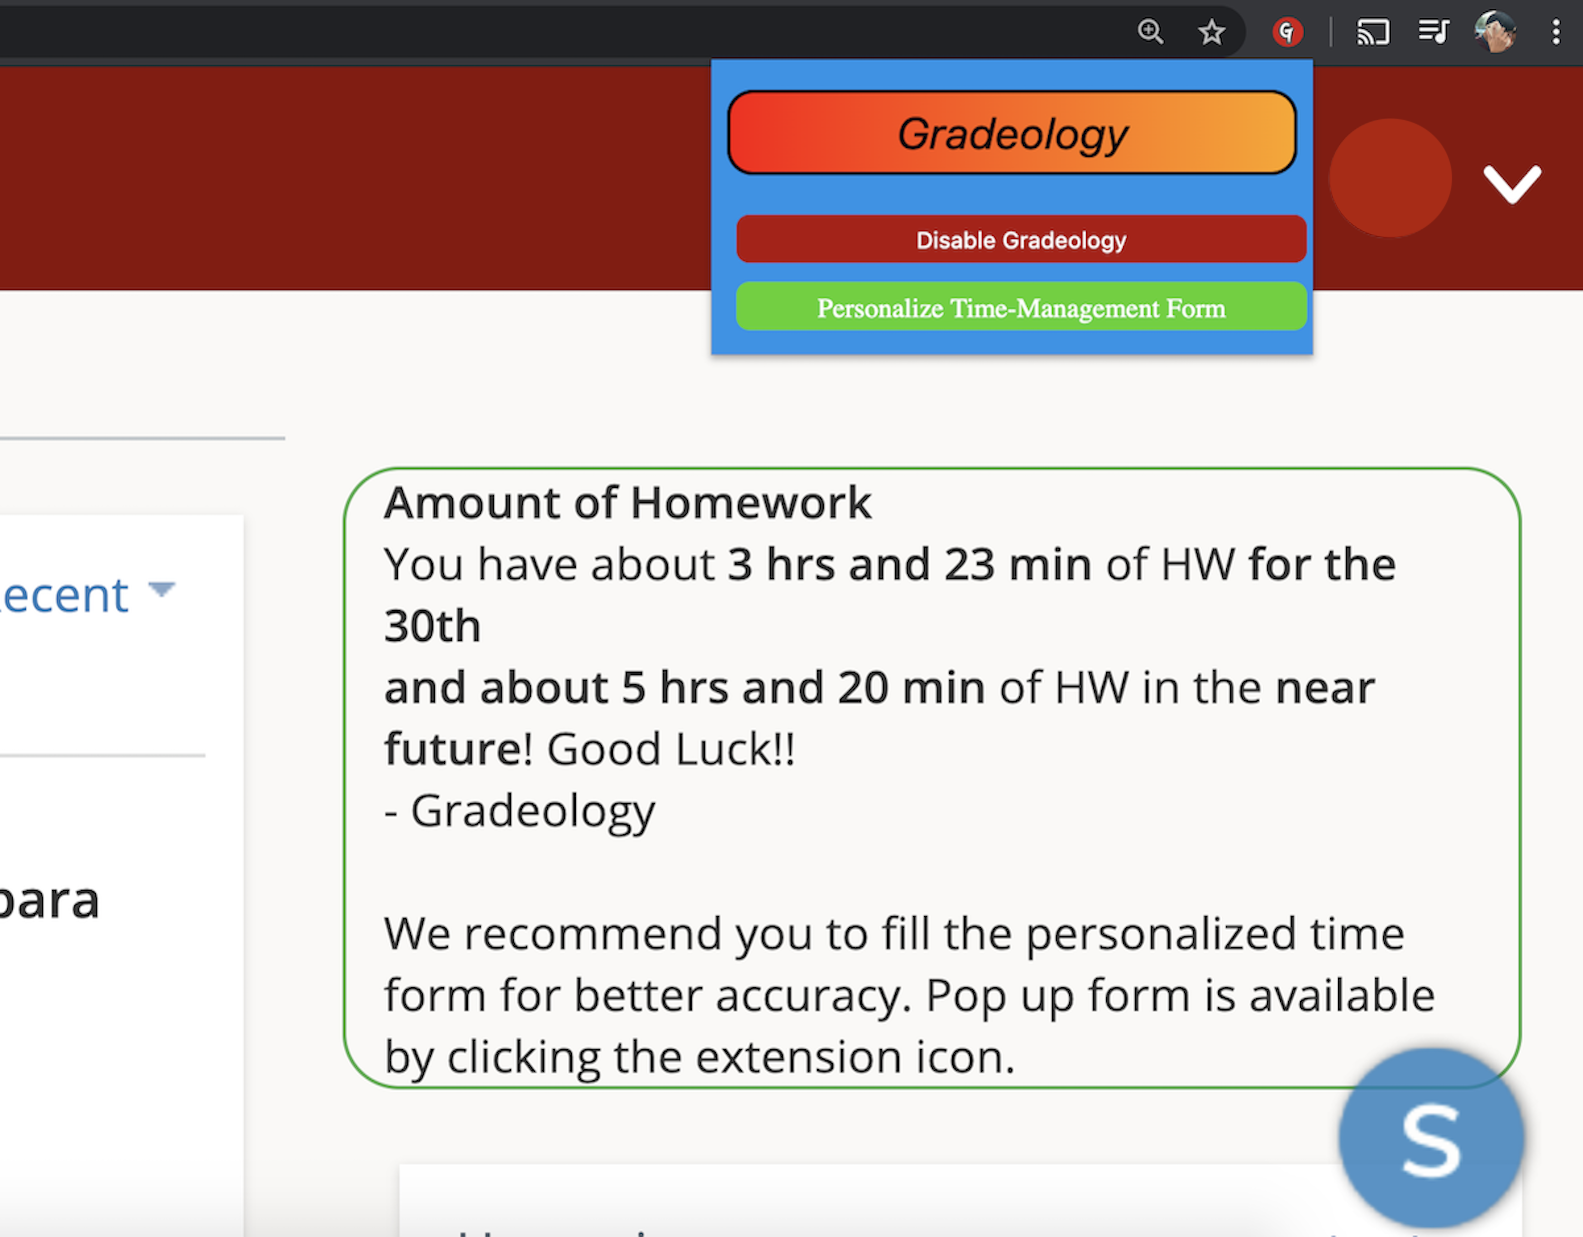 Gradeology
Disable Gradeology
Personalize Time-Management Form
Amount of Homework
You have about 3 hrs and 23 min of HW for the
30th
and about 5 hrs and 20 min of HW in the near
future! Good Luck!!
- Gradeology
ecent
para
We recommend you to fill the personalized time
form for better accuracy. Pop up form is available
by clicking the extension icon.
S